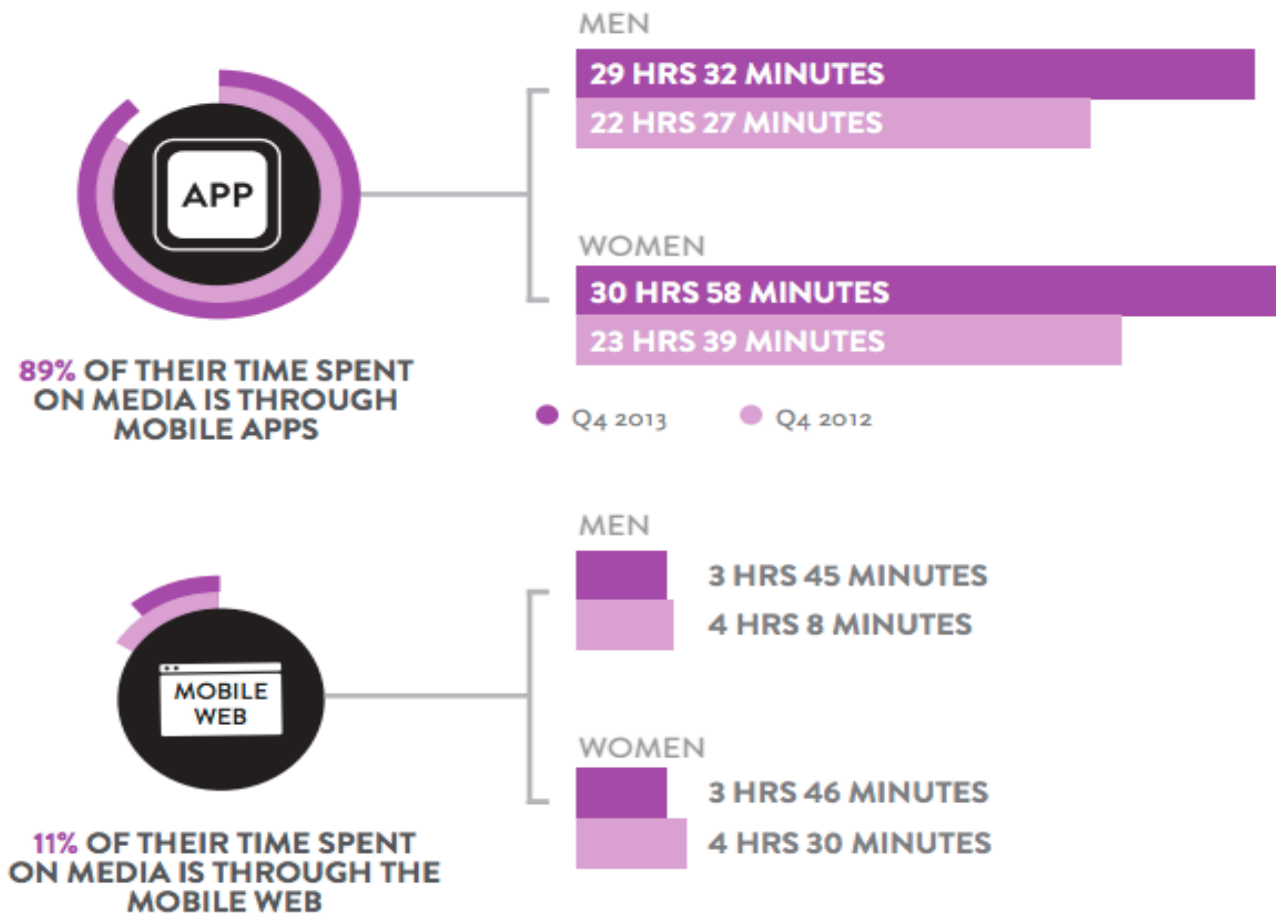 MEN
29 HRS 32 MINUTES
22 HRS 27 MINUTES
APP
WOMEN
30 HRS 58 MINUTES
23 HRS 39 MINUTES
89% OF THEIR TIME SPENT
ON MEDIA IS THROUGH
MOBILE APPS
Q4 2013
Q4 2012
MEN
3 HRS 45 MINUTES
4 HRS 8 MINUTES
MOBILE
WEB
WOMEN
3 HRS 46 MINUTES
4 HRS 30 MINUTES
11% OF THEIR TIME SPENT
ON MEDIA IS THROUGH THE
MOBILE WEB